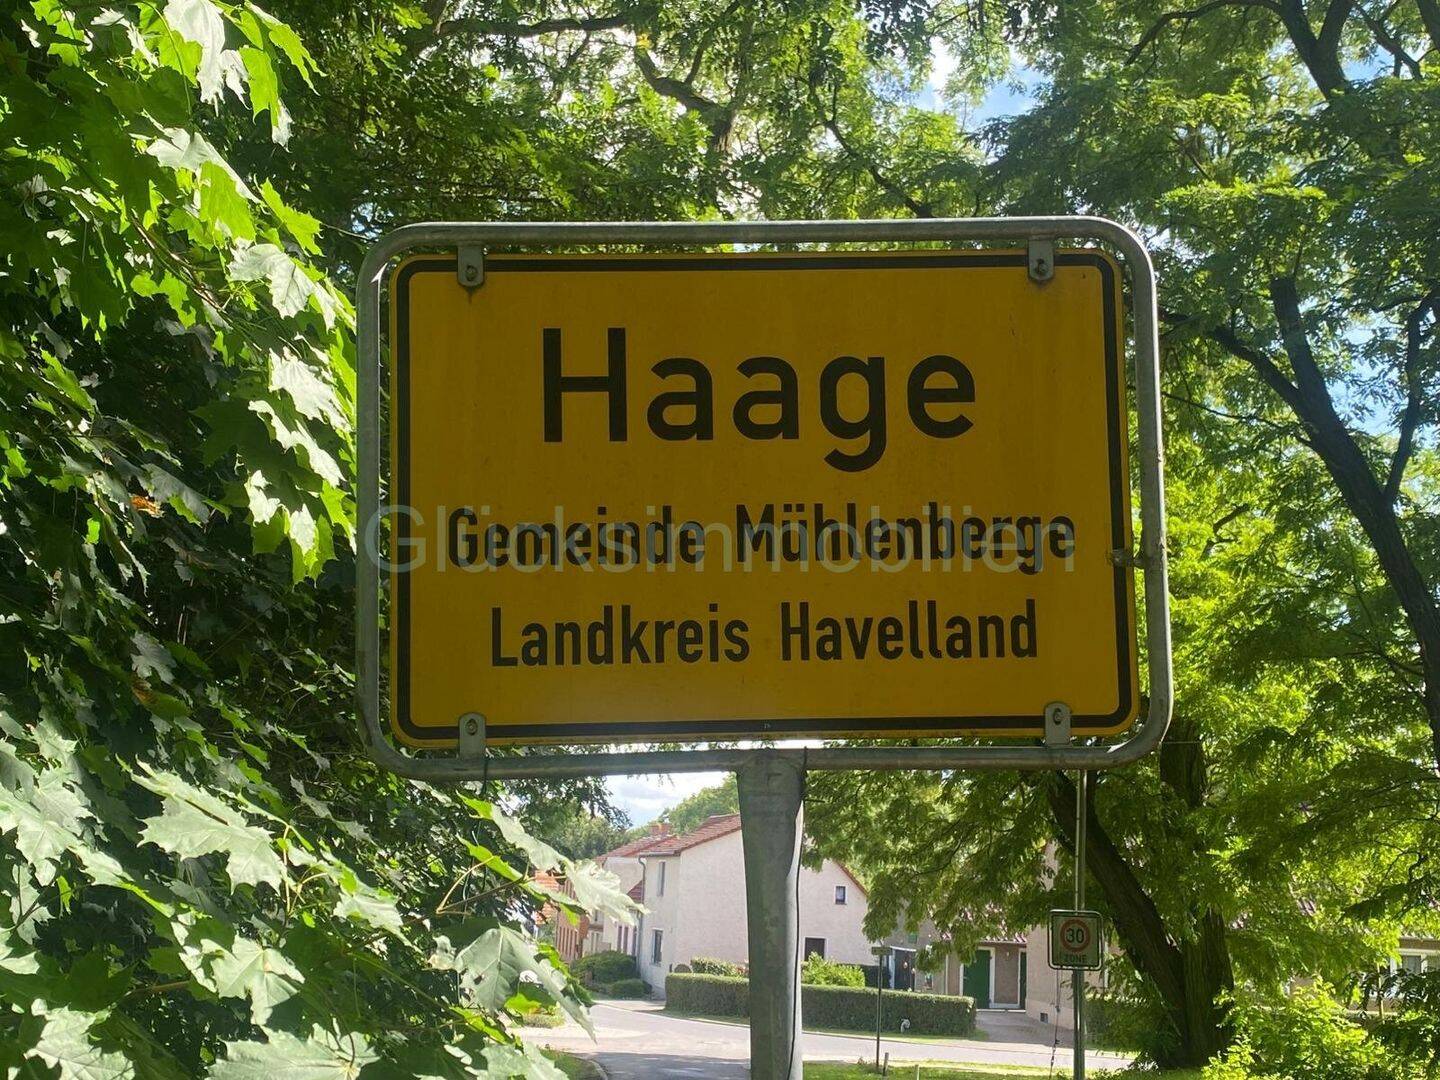 Haage
Gemeinde Mühlenberge
Landkreis Havelland
Glücksimmobilien
30
ZONE